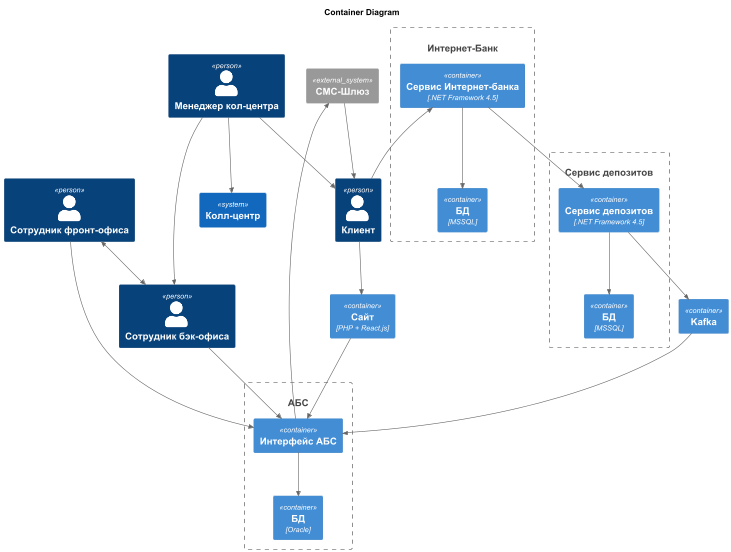 Container Diagram
Интернет-Банк
«person»
Менеджер кол-центра
«external_system»
СМС-Шлюз
«container»
Сервис Интернет-банка
[.NET Framework 4.5]
Сервис депозитов
«person»
Сотрудник фронт-офиса
«system»
Колл-центр
«person»
Клиент
«container»
БД
[MSSQL]
«container»
Сервис депозитов
[.NET Framework 4.5]
«person»
Сотрудник бэк-офиса
«container»
Сайт
[PHP + React.js]
«container»
БД
[MSSQL]
«container»
Kafka
АБС
«container»
Интерфейс АБС
«container»
БД
[Oracle]